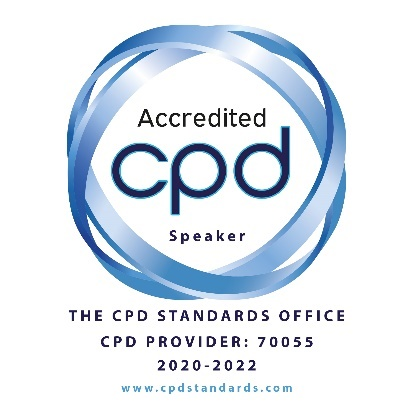 Accredited
cpd
Speaker
THE CPD STANDARDS OFFICE
CPD PROVIDER: 70055
2020-2022
www.cpdstandards.com